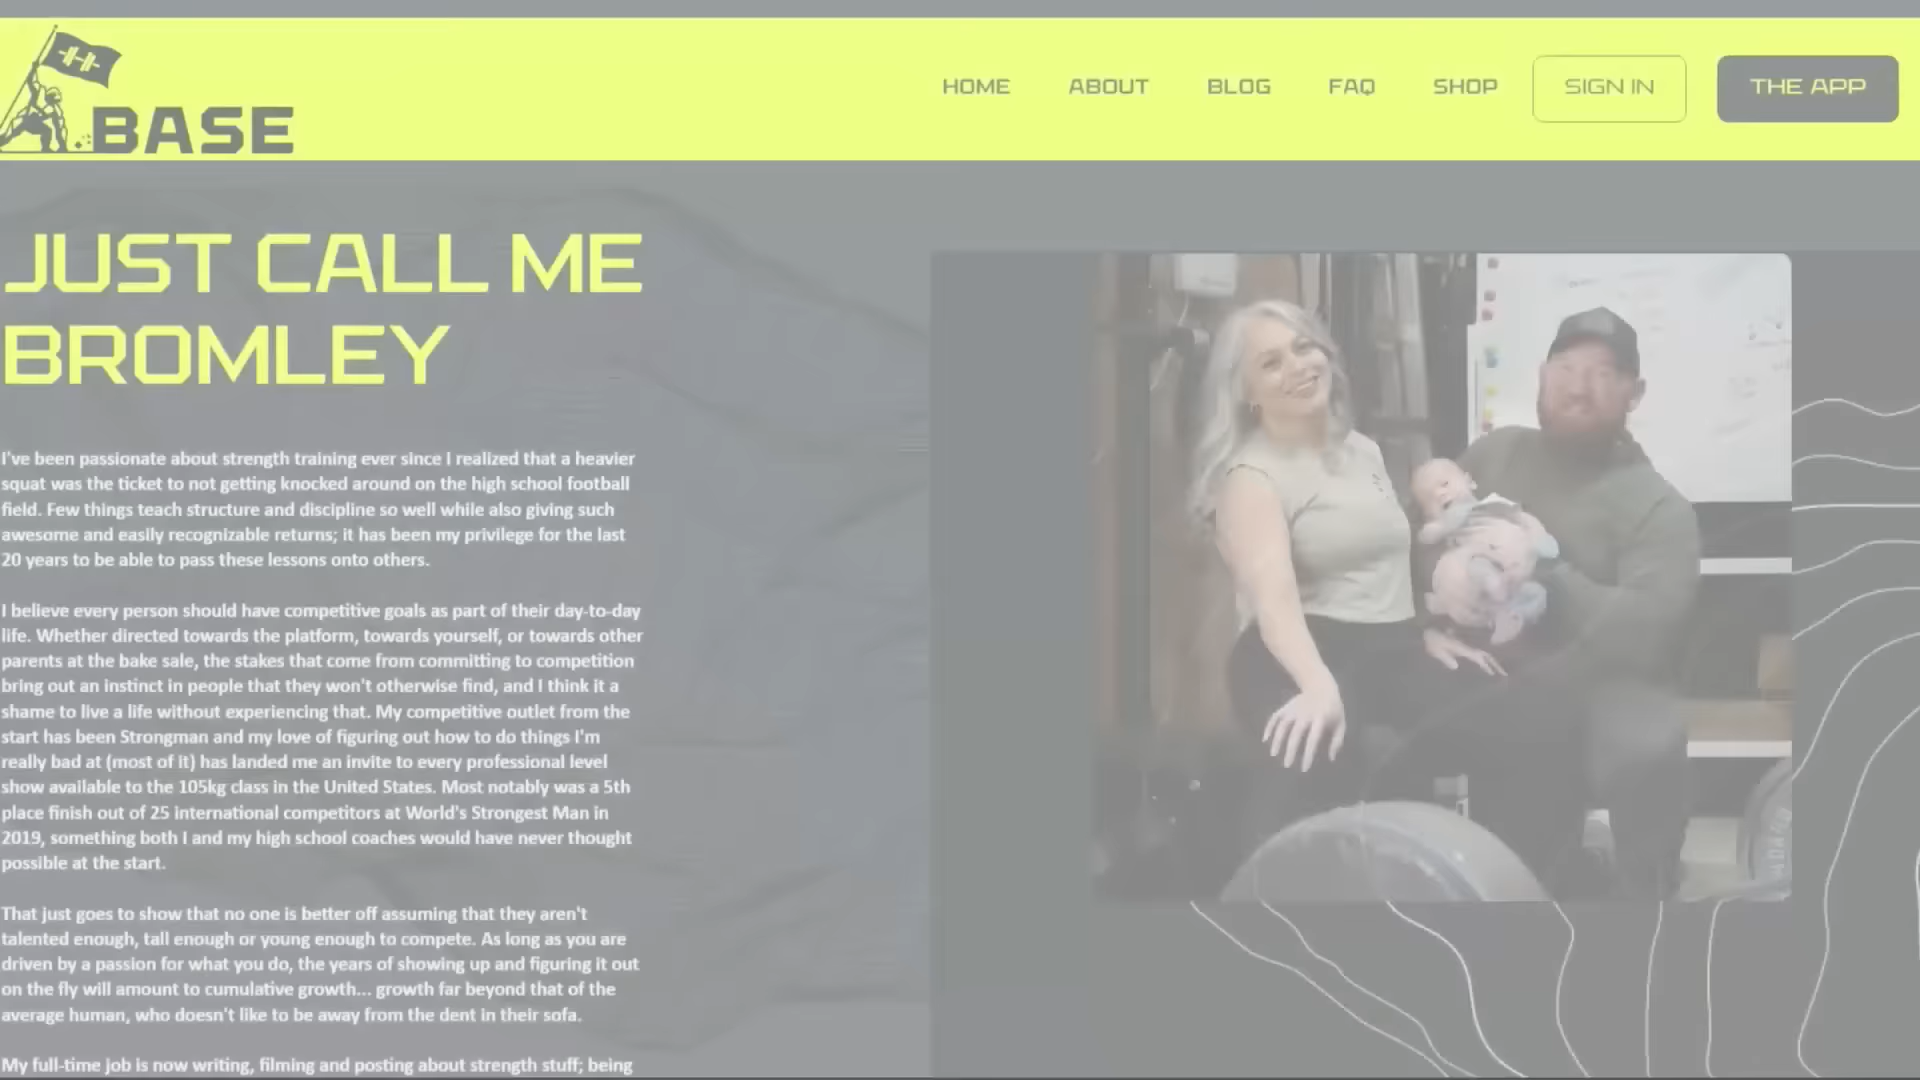 BASE
HOME ABOUT BLOG FAQ SHOP SIGN IN THE APP
JUST CALL ME
BROMLEY
I've been passionate about strength training ever since I realized that a heavier
squat was the ticket to not getting knocked around on the high school football
field. Few things teach structure and discipline so well while also giving such
awesome and easily recognizable returns; it has been my privilege for the last
20 years to be able to pass these lessons onto others.
I believe every person should have competitive goals as part of their day-to-day
life. Whether directed towards the platform, towards yourself, or towards other
parents at the bake sale, the stakes that come from committing to competition
bring out an instinct in people that they won't otherwise find, and I think it a
shame to live a life without experiencing that. My competitive outlet from the
start has been Strongman and my love of figuring out how to do things I'm
really bad at (most of it) has landed me an invite to every professional level
show available to the 105kg class in the United States. Most notably was a 5th
place finish out of 25 international competitors at World's Strongest Man in
2019, something both I and my high school coaches would have never thought
possible at the start.
That just goes to show that no one is better off assuming that they aren't
talented enough, tall enough or young enough to compete. As long as you are
driven by a passion for what you do, the years of showing up and figuring it out
on the fly will amount to cumulative growth... growth far beyond that of the
average human, who doesn't like to be away from the dent in their sofa.
My full-time job is now writing, filming and posting about strength stuff; being